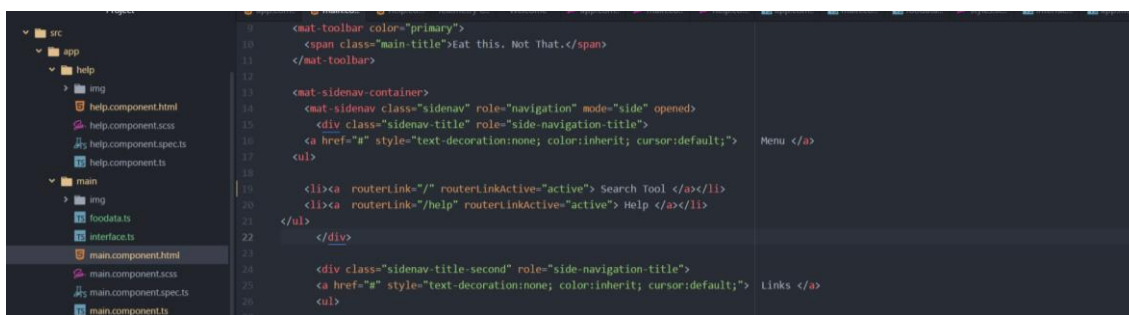 Project
src
app
help
img
help.component.html
help.component.scss
help.component.spec.ts
help.component.ts
main
img
foodata.ts
interface.ts
main.component.html
main.component.scss
main.component.spec.ts
main.component.ts
9 <mat-toolbar color="primary">
10 <span class="main-title">Eat this. Not That.</span>
11 </mat-toolbar>
12
13 <mat-sidenav-container>
14 <mat-sidenav class="sidenav" role="navigation" mode="side" opened>
15 <div class="sidenav-title" role="side-navigation-title">
16 <a href="#" style="text-decoration:none; color:inherit; cursor:default;"> Menu </a>
17 <ul>
18
19 <li><a routerLink="/" routerLinkActive="active"> Search Tool </a></li>
20 <li><a routerLink="/help" routerLinkActive="active"> Help </a></li>
21 </ul>
22 </div>
23
24 <div class="sidenav-title-second" role="side-navigation-title">
25 <a href="#" style="text-decoration:none; color:inherit; cursor:default;"> Links </a>
26 <ul>